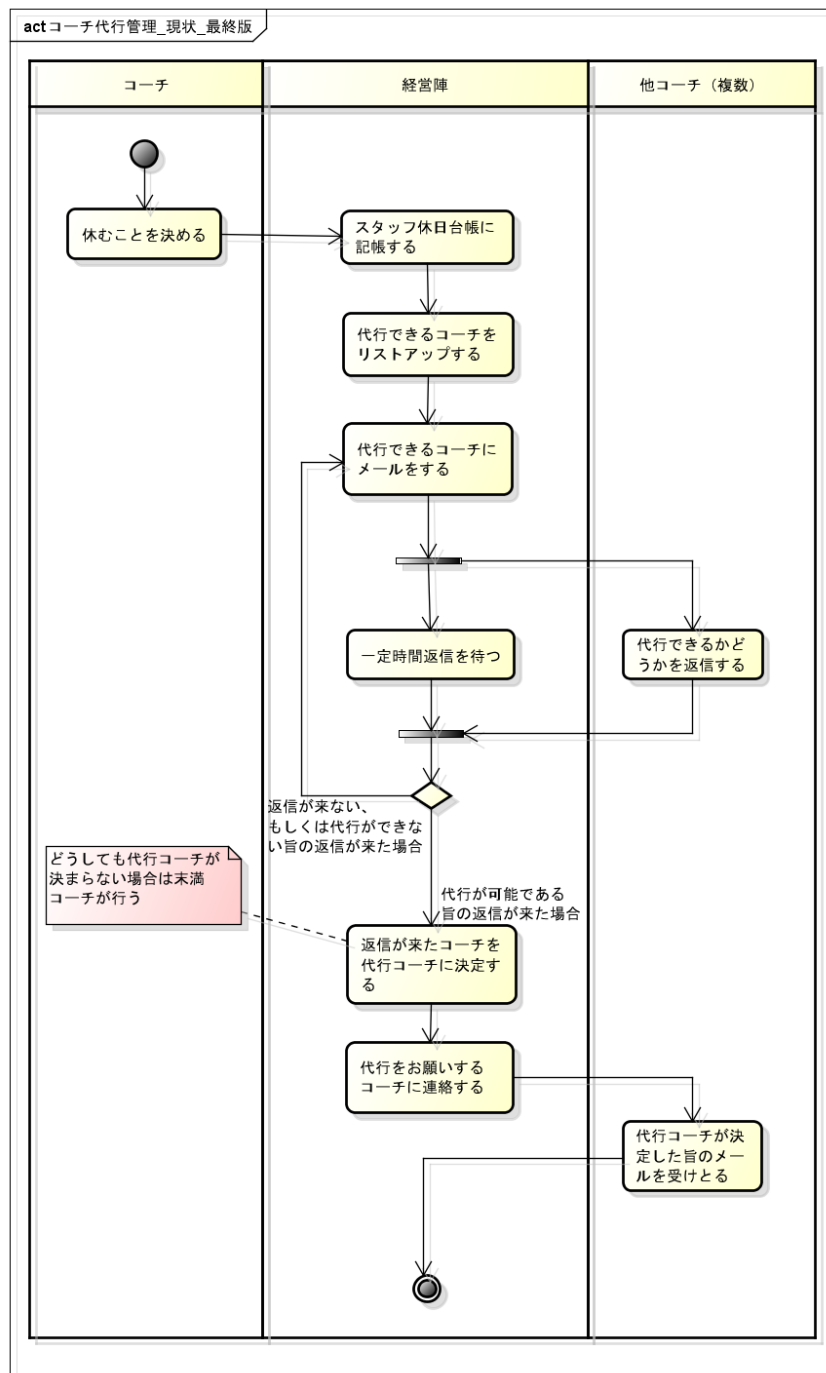 act コーチ代行管理_現状_最終版
コーチ
経営陣
他コーチ（複数）
休むことを決める
スタッフ休日台帳に
記帳する
代行できるコーチを
リストアップする
代行できるコーチに
メールをする
一定時間返信を待つ
代行できるかど
うかを返信する
返信が来ない、
もしくは代行ができな
い旨の返信が来た場合
どうしても代行コーチが
決まらない場合は末満
コーチが行う
代行が可能である
旨の返信が来た場合
返信が来たコーチを
代行コーチに決定す
る
代行をお願いする
コーチに連絡する
代行コーチが決
定した旨のメー
ルを受けとる